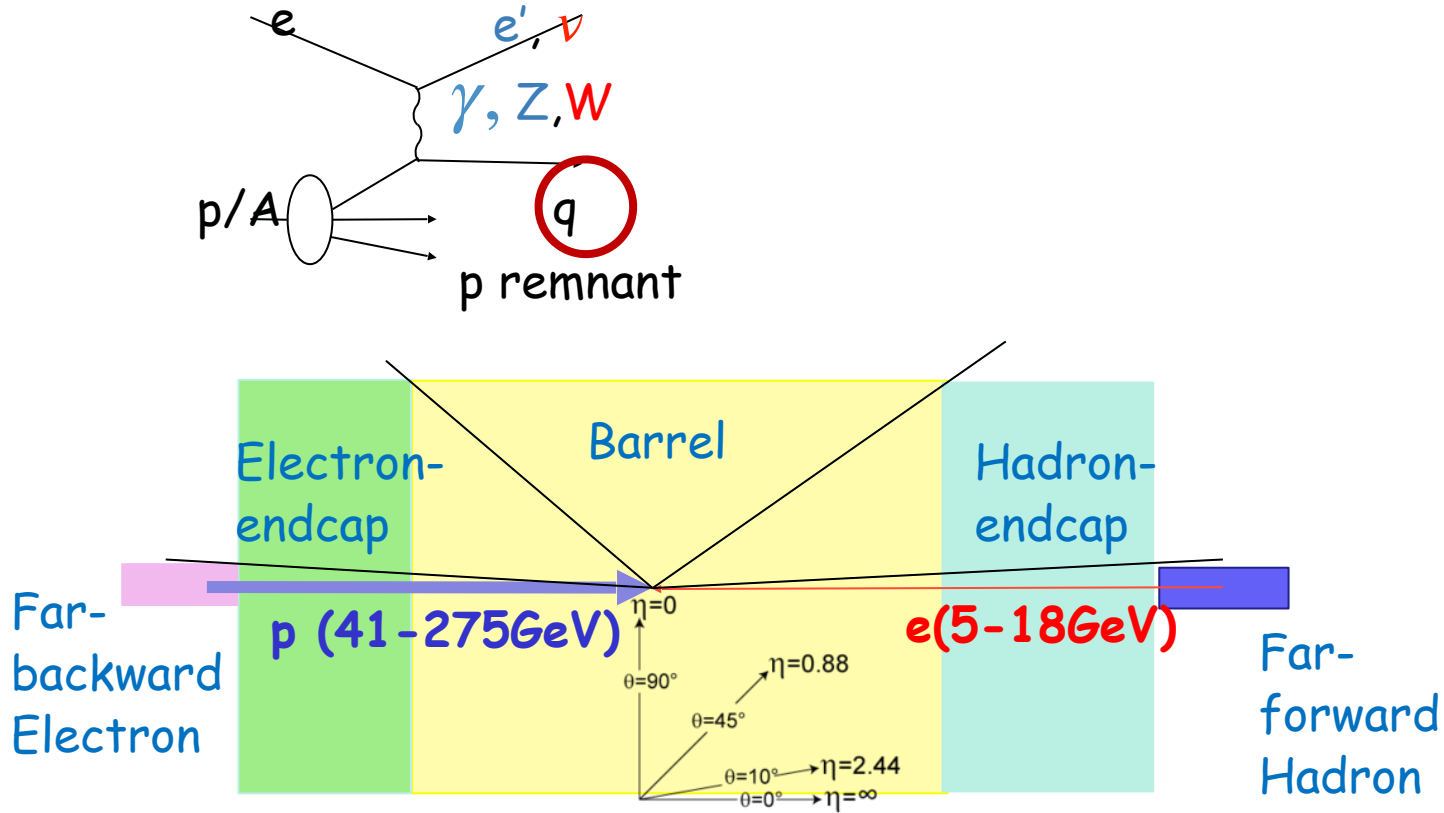 e
e′, ν
γ, Z,W
p/A
q
p remnant
Barrel
Electron-
endcap
Hadron-
endcap
Far-
backward
Electron
p (41-275GeV)
e(5-18GeV)
Far-
forward
Hadron
η=0
θ=90°
η=0.88
θ=45°
θ=10°
η=2.44
θ=0°
η=∞